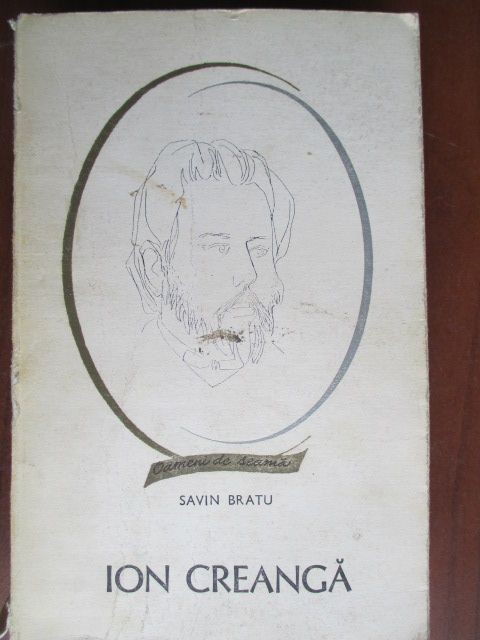 Oameni de seamă
SAVIN BRATU
ION CREANGĂ